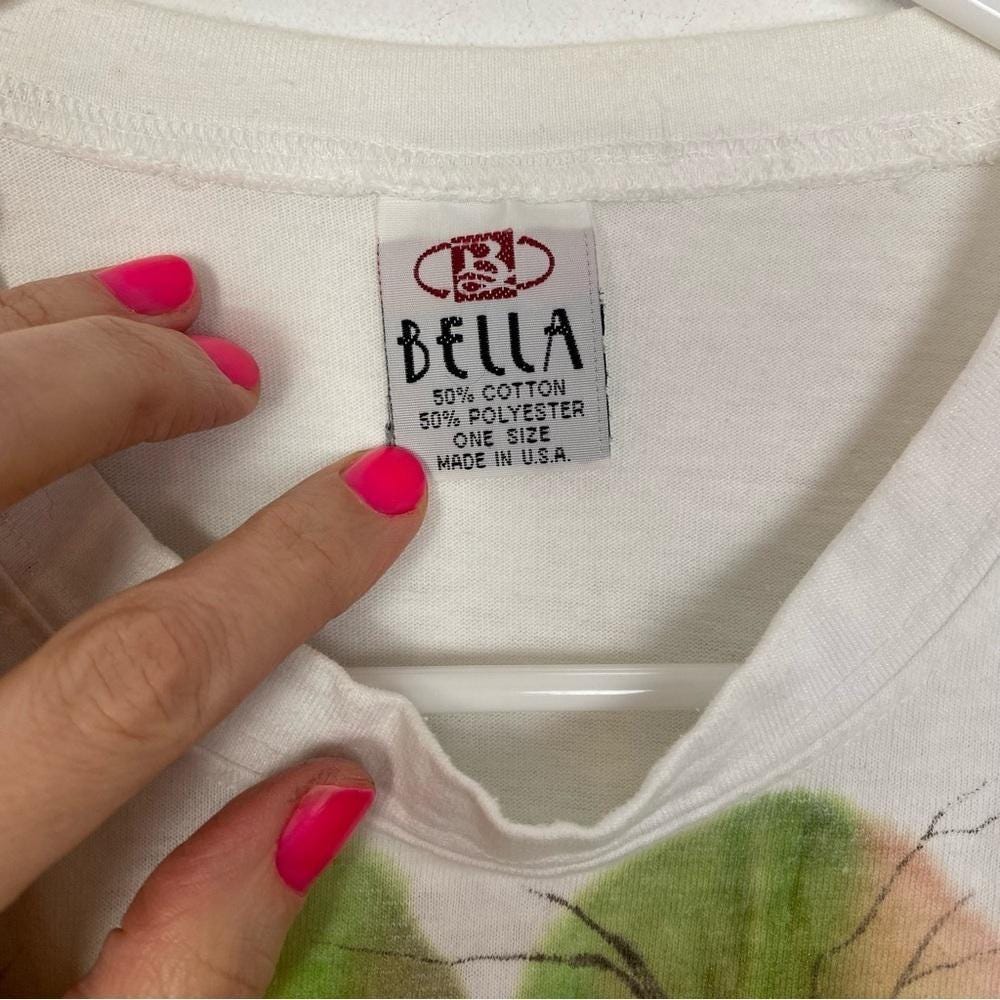 B
BELLA
50% COTTON
50% POLYESTER
ONE SIZE
MADE IN U.S.A.